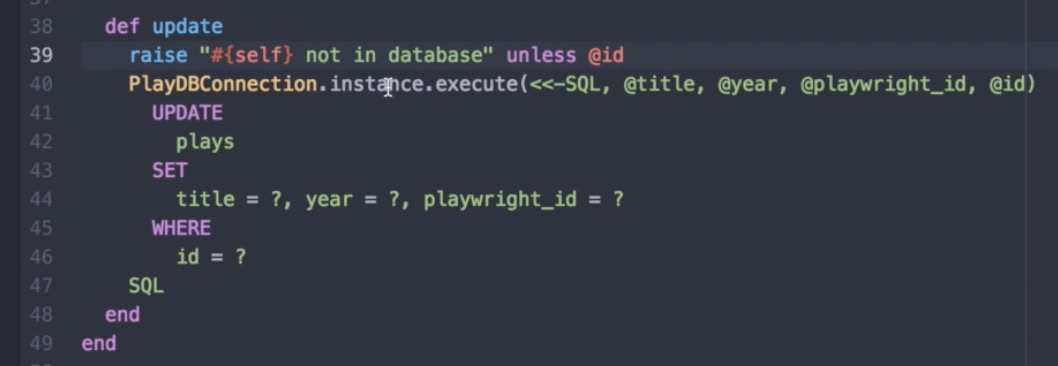 38 def update
39 raise "#{self} not in database" unless @id
40 PlayDBConnection.instance.execute(<<-SQL, @title, @year, @playwright_id, @id)
41 UPDATE
42 plays
43 SET
44 title = ?, year = ?, playwright_id = ?
45 WHERE
46 id = ?
47 SQL
48 end
49 end